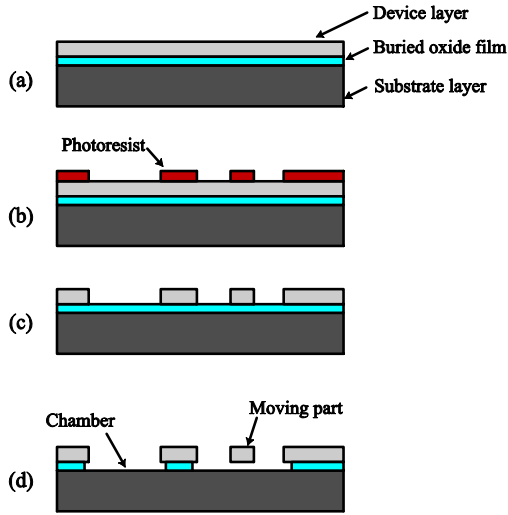 Device layer
Buried oxide film
(a)
Substrate layer
Photoresist
(b)
(c)
Moving part
Chamber
(d)